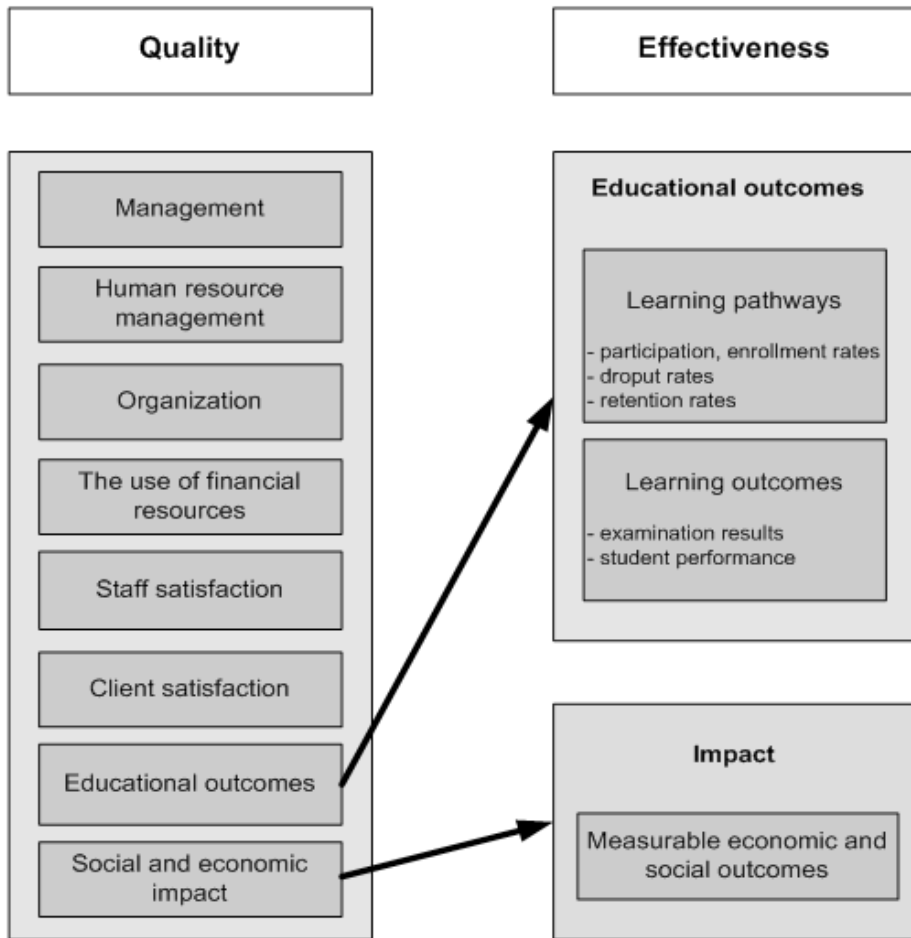 Quality
Effectiveness
Management
Human resource
management
Organization
The use of financial
resources
Staff satisfaction
Client satisfaction
Educational outcomes
Social and economic
impact
Educational outcomes
Learning pathways
- participation, enrollment rates
- droput rates
- retention rates
Learning outcomes
- examination results
- student performance
Impact
Measurable economic and
social outcomes